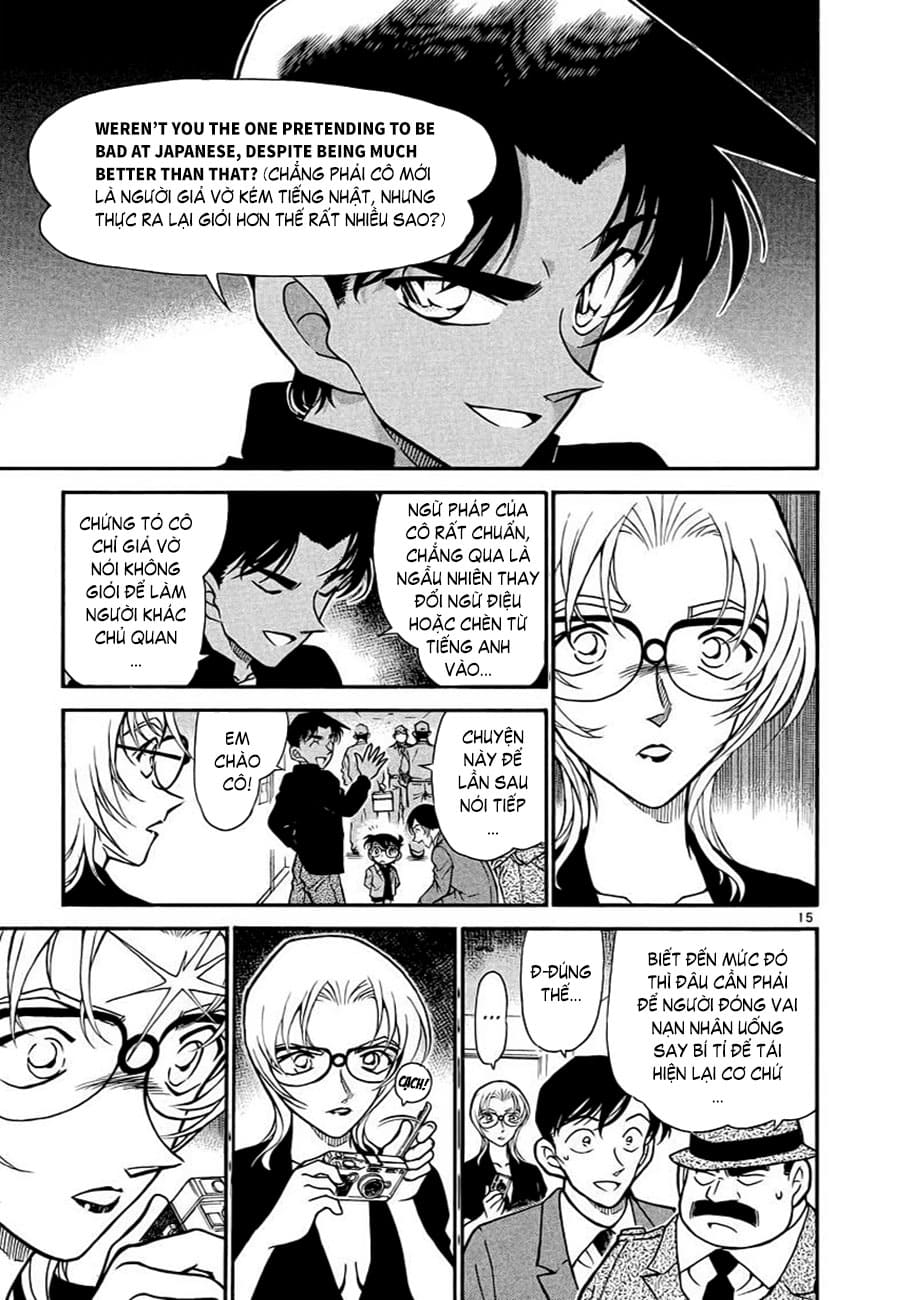 WEREN'T YOU THE ONE PRETENDING TO BE
BAD AT JAPANESE, DESPITE BEING MUCH
BETTER THAN THAT? (CHẲNG PHẢI CÔ MỚI
LÀ NGƯỜI GIẢ VỜ KÉM TIẾNG NHẬT, NHƯNG
THỰC RA LẠI GIỎI HƠN THẾ RẤT NHIỀU SAO?)
NGỮ PHÁP CỦA
CÔ RẤT CHUẨN,
CHẲNG QUA LÀ
NGẪU NHIÊN THAY
ĐỔI NGỮ ĐIỆU
HOẶC CHÈN TỪ
TIẾNG ANH
VÀO...
CHỨNG TỎ CÔ
CHỈ GIẢ VỜ
NÓI KHÔNG
GIỎI ĐỂ LÀM
NGƯỜI KHÁC
CHỦ QUAN
...
CHUYỆN
NÀY ĐỂ
LẦN SAU
NÓI TIẾP
...
EM
CHÀO
CÔ!
15
BIẾT ĐẾN MỨC ĐÓ
THÌ ĐÂU CẦN PHẢI
ĐỂ NGƯỜI ĐÓNG VAI
NẠN NHÂN UỐNG
SAY BÍ TỈ ĐỂ TÁI
HIỆN LẠI CƠ CHỨ
...
Đ-ĐÚNG
THẾ...
...
CẠCH!